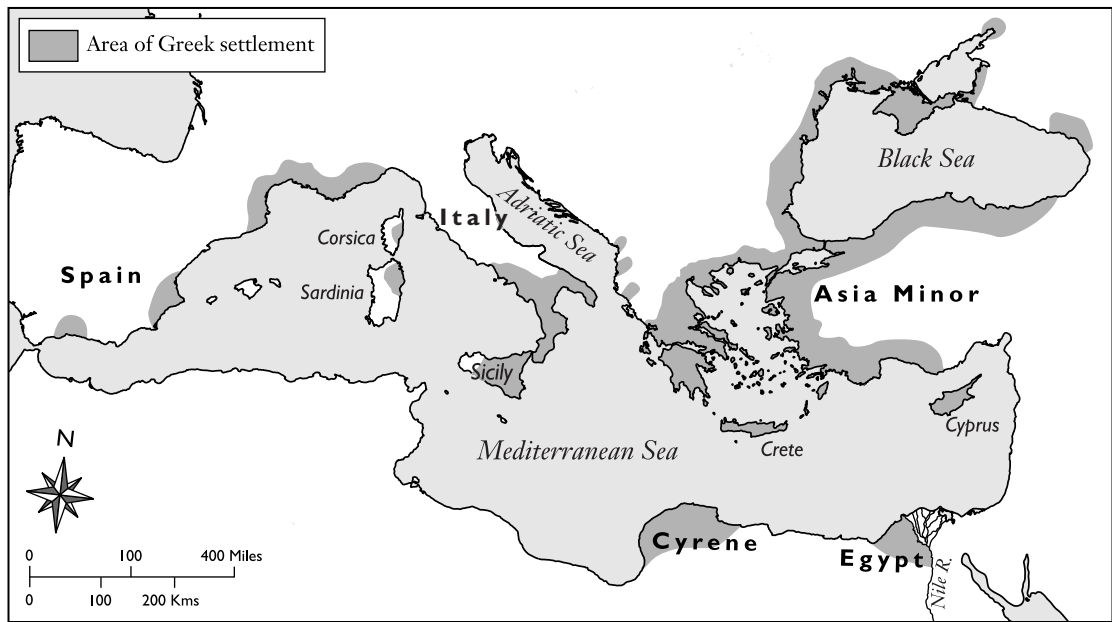 Area of Greek settlement
Black Sea
Adriatic Sea
Italy
Corsica
Spain
Sardinia
Asia Minor
Sicily
Cyprus
Mediterranean Sea
Crete
N
Cyrene
Egypt
Nile R.
0 100 400 Miles
0 100 200 Kms